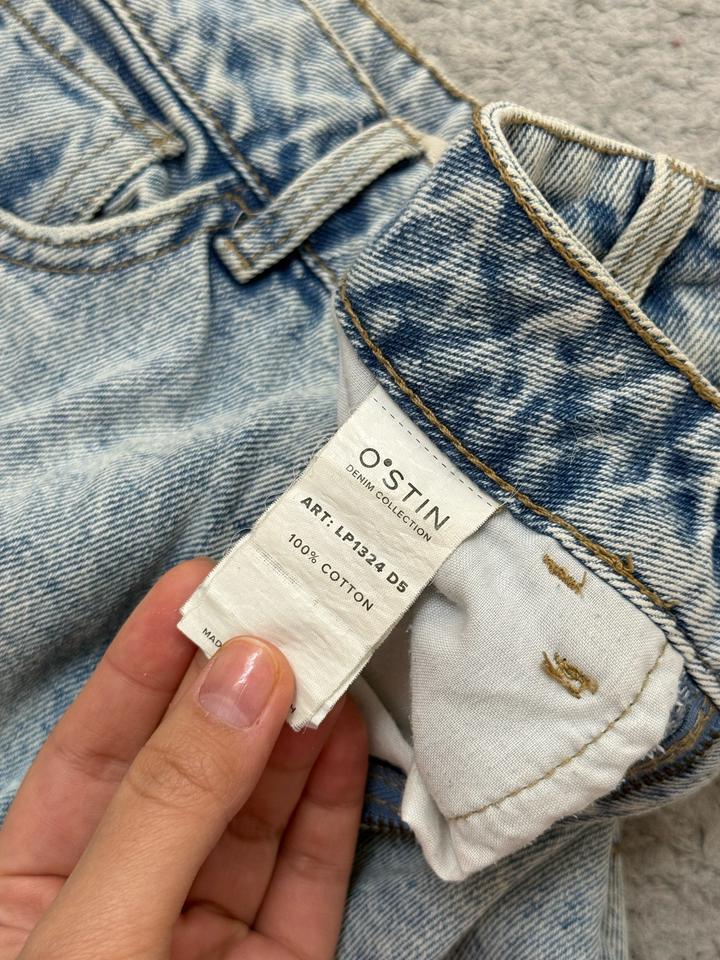 O'STIN
DENIM COLLECTION
ART: LP1324 D5
100% COTTON